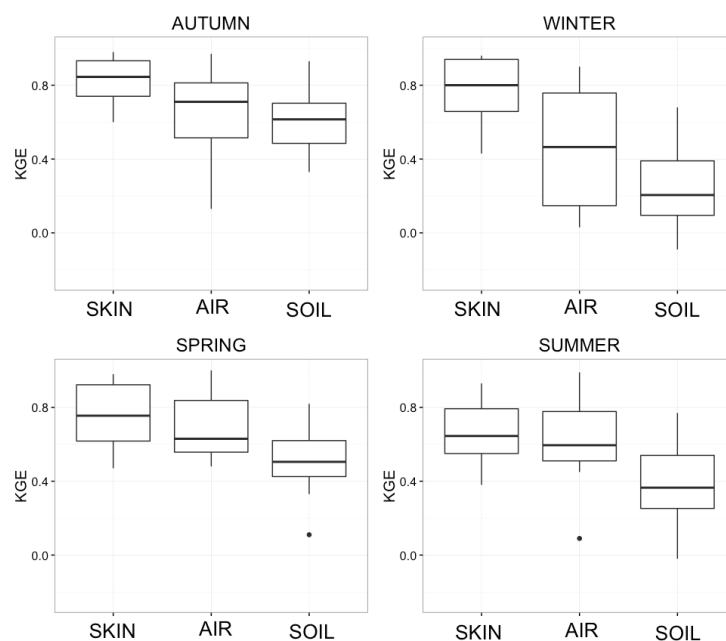 AUTUMN
KGE
0.8
0.4
0.0
SKIN AIR SOIL
WINTER
KGE
0.8
0.4
0.0
SKIN AIR SOIL
SPRING
KGE
0.8
0.4
0.0
SKIN AIR SOIL
SUMMER
KGE
0.8
0.4
0.0
SKIN AIR SOIL